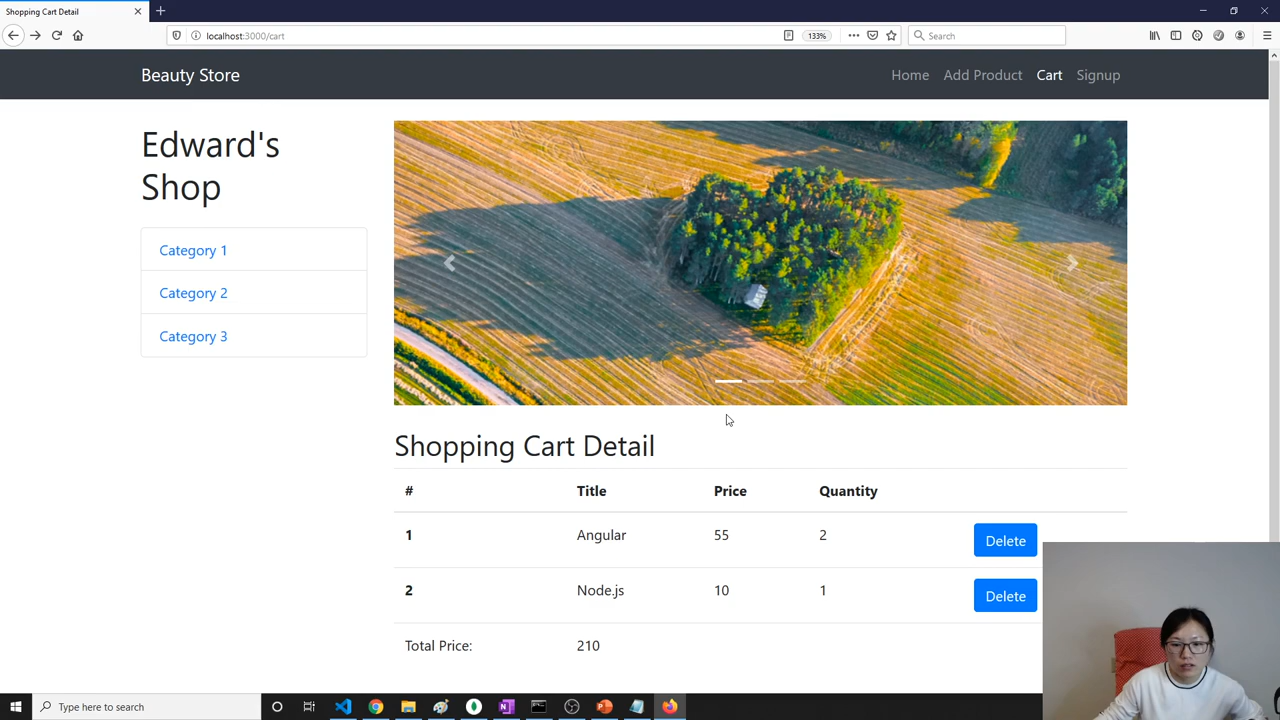 Shopping Cart Detail
localhost:3000/cart
133%
Search
Beauty Store
Home
Add Product
Cart
Signup
Edward's
Shop
Category 1
Category 2
Category 3
Shopping Cart Detail
# Title Price Quantity
1 Angular 55 2 Delete
2 Node.js 10 1 Delete
Total Price: 210
Type here to search